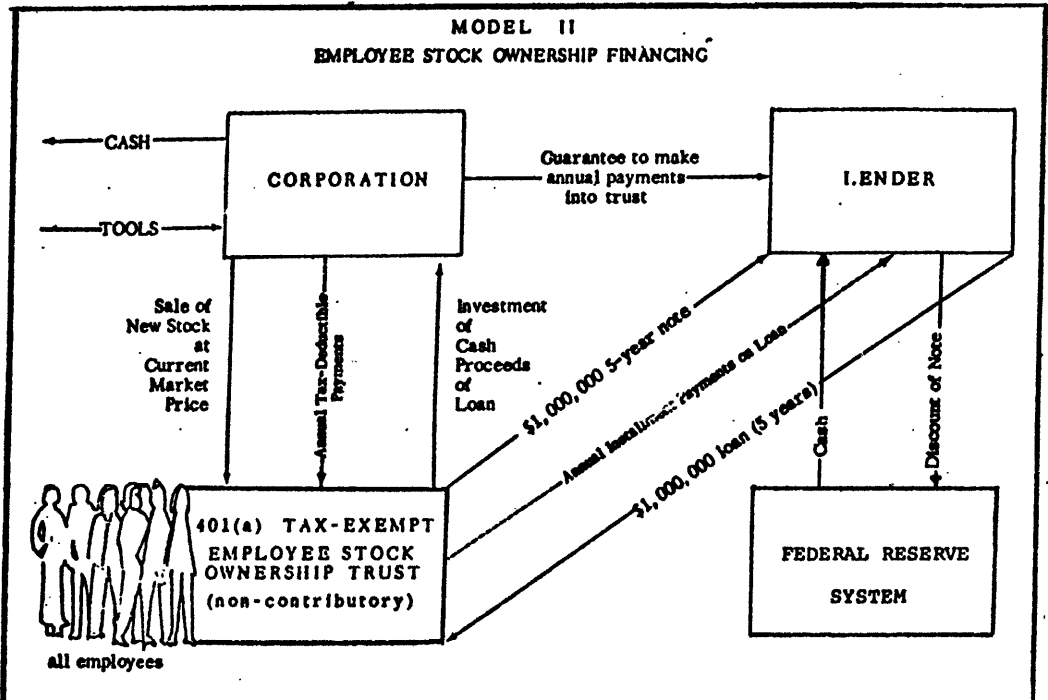 MODEL II
EMPLOYEE STOCK OWNERSHIP FINANCING
CASH
CORPORATION
Guarantee to make
annual payments
into trust
LENDER
TOOLS
Sale of
New Stock
at
Current
Market
Price
Annual Tax-Deductible
Payments
Investment
of
Cash
Proceeds
of
Loan
$1,000,000 5-year note
Annual Installment Payments on Loan
$1,000,000 loan (5 years)
Cash
Discount of Note
401(a) TAX-EXEMPT
EMPLOYEE STOCK
OWNERSHIP TRUST
(non-contributory)
FEDERAL RESERVE
SYSTEM
all employees